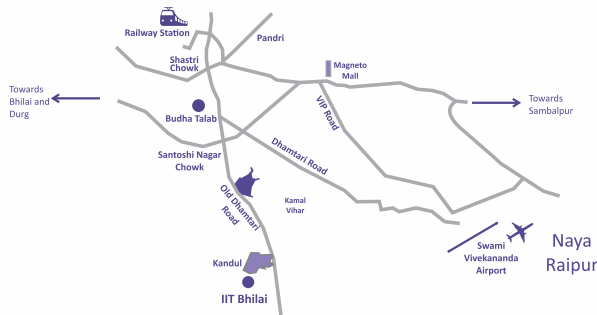 Railway Station
Pandri
Shastri
Chowk
Magneto
Mall
Towards
Bhilai and
Durg
Towards
Sambalpur
VIP Road
Budha Talab
Santoshi Nagar
Chowk
Dhamtari Road
Old Dhamtari
Road
Kamal
Vihar
Swami
Vivekananda
Airport
Naya
Raipur
Kandul
IIT Bhilai